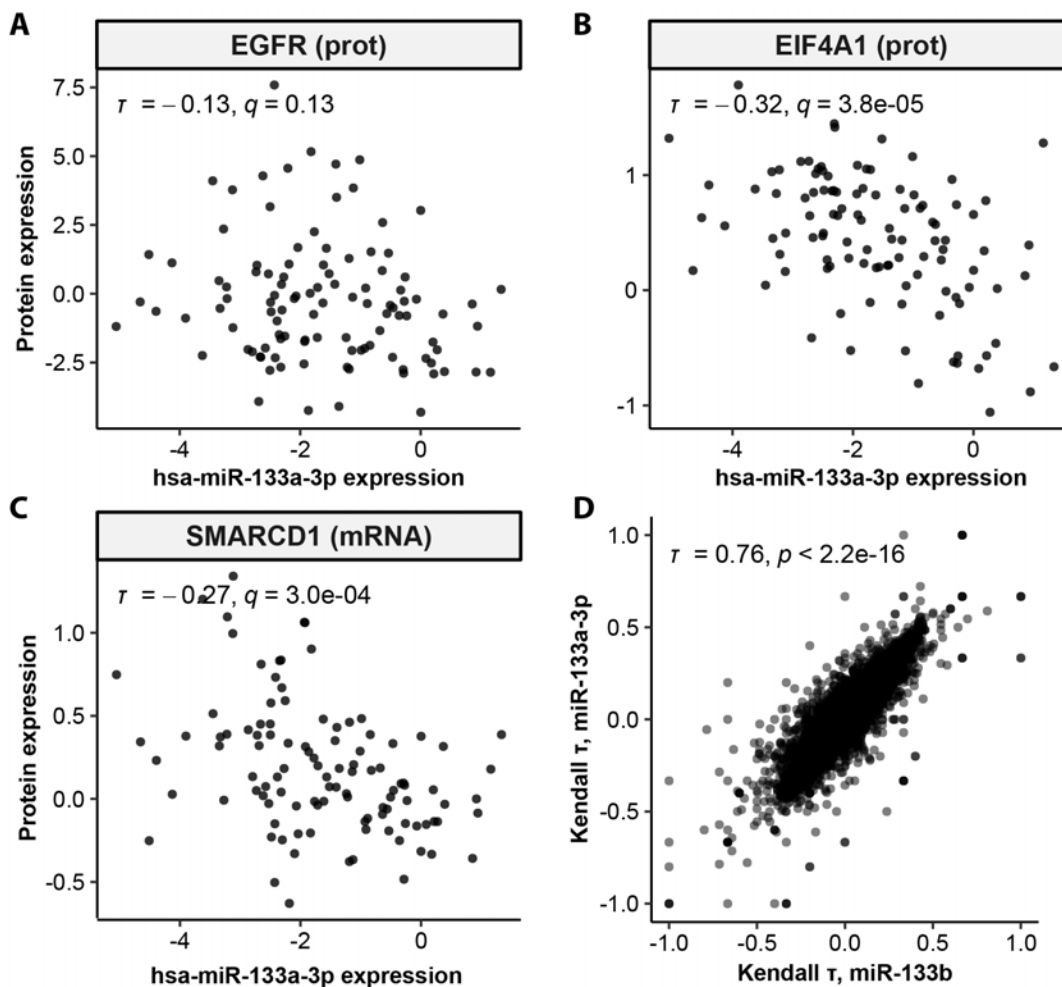 A
EGFR (prot)
τ = − 0.13, q = 0.13
7.5
5.0
2.5
0.0
-2.5
Protein expression
-4
-2
0
hsa-miR-133a-3p expression
B
EIF4A1 (prot)
τ = − 0.32, q = 3.8e-05
1
0
-1
-4
-2
0
hsa-miR-133a-3p expression
C
SMARCD1 (mRNA)
τ = − 0.27, q = 3.0e-04
1.0
0.5
0.0
-0.5
Protein expression
-4
-2
0
hsa-miR-133a-3p expression
D
τ = 0.76, p < 2.2e-16
1.0
0.5
0.0
-0.5
-1.0
Kendall τ, miR-133a-3p
-1.0
-0.5
0.0
0.5
1.0
Kendall τ, miR-133b